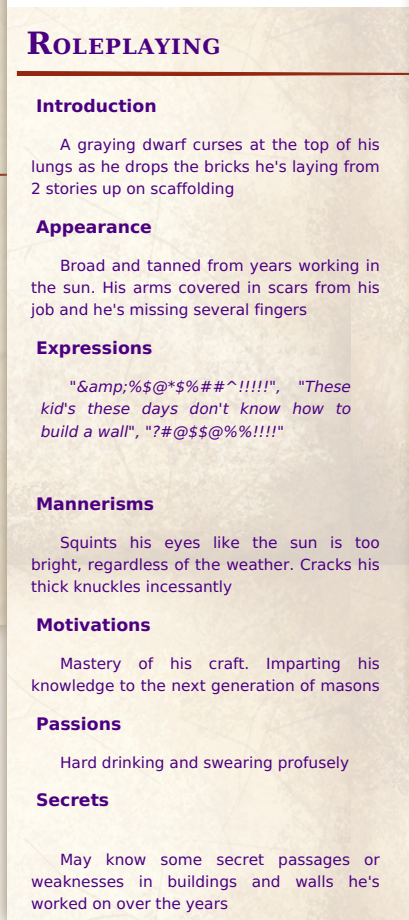 ROLEPLAYING
Introduction
A graying dwarf curses at the top of his
lungs as he drops the bricks he's laying from
2 stories up on scaffolding
Appearance
Broad and tanned from years working in
the sun. His arms covered in scars from his
job and he's missing several fingers
Expressions
"&amp;%$@*$%##^!!!!!", "These
kid's these days don't know how to
build a wall", "?#@$$@%%!!!!"
Mannerisms
Squints his eyes like the sun is too
bright, regardless of the weather. Cracks his
thick knuckles incessantly
Motivations
Mastery of his craft. Imparting his
knowledge to the next generation of masons
Passions
Hard drinking and swearing profusely
Secrets
May know some secret passages or
weaknesses in buildings and walls he's
worked on over the years